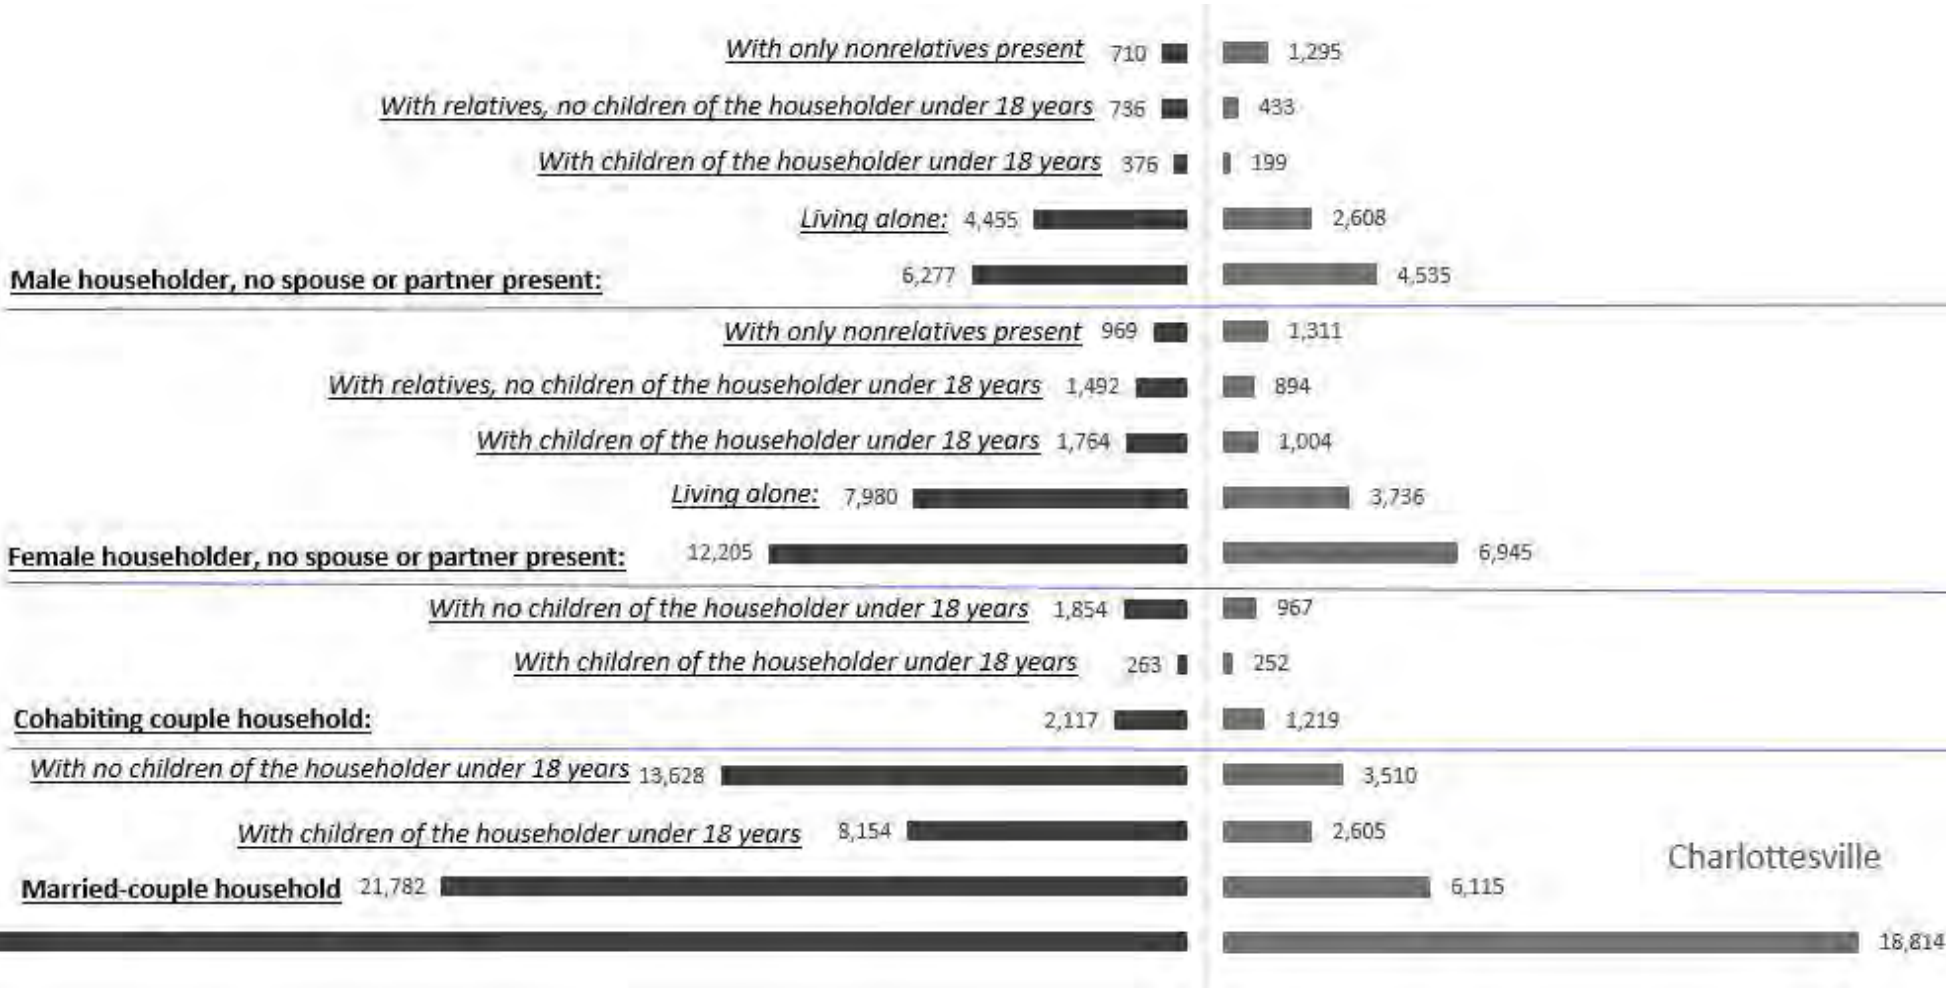 With only nonrelatives present 710 1,295
With relatives, no children of the householder under 18 years 736 433
With children of the householder under 18 years 376 199
Living alone: 4,455 2,608
Male householder, no spouse or partner present: 6,277 4,535
With only nonrelatives present 969 1,311
With relatives, no children of the householder under 18 years 1,492 894
With children of the householder under 18 years 1,764 1,004
Living alone: 7,980 3,736
Female householder, no spouse or partner present: 12,205 6,945
With no children of the householder under 18 years 1,854 967
With children of the householder under 18 years 263 252
Cohabiting couple household: 2,117 1,219
With no children of the householder under 18 years 13,628 3,510
With children of the householder under 18 years 8,154 2,605
Charlottesville
Married-couple household 21,782 6,115
18,814